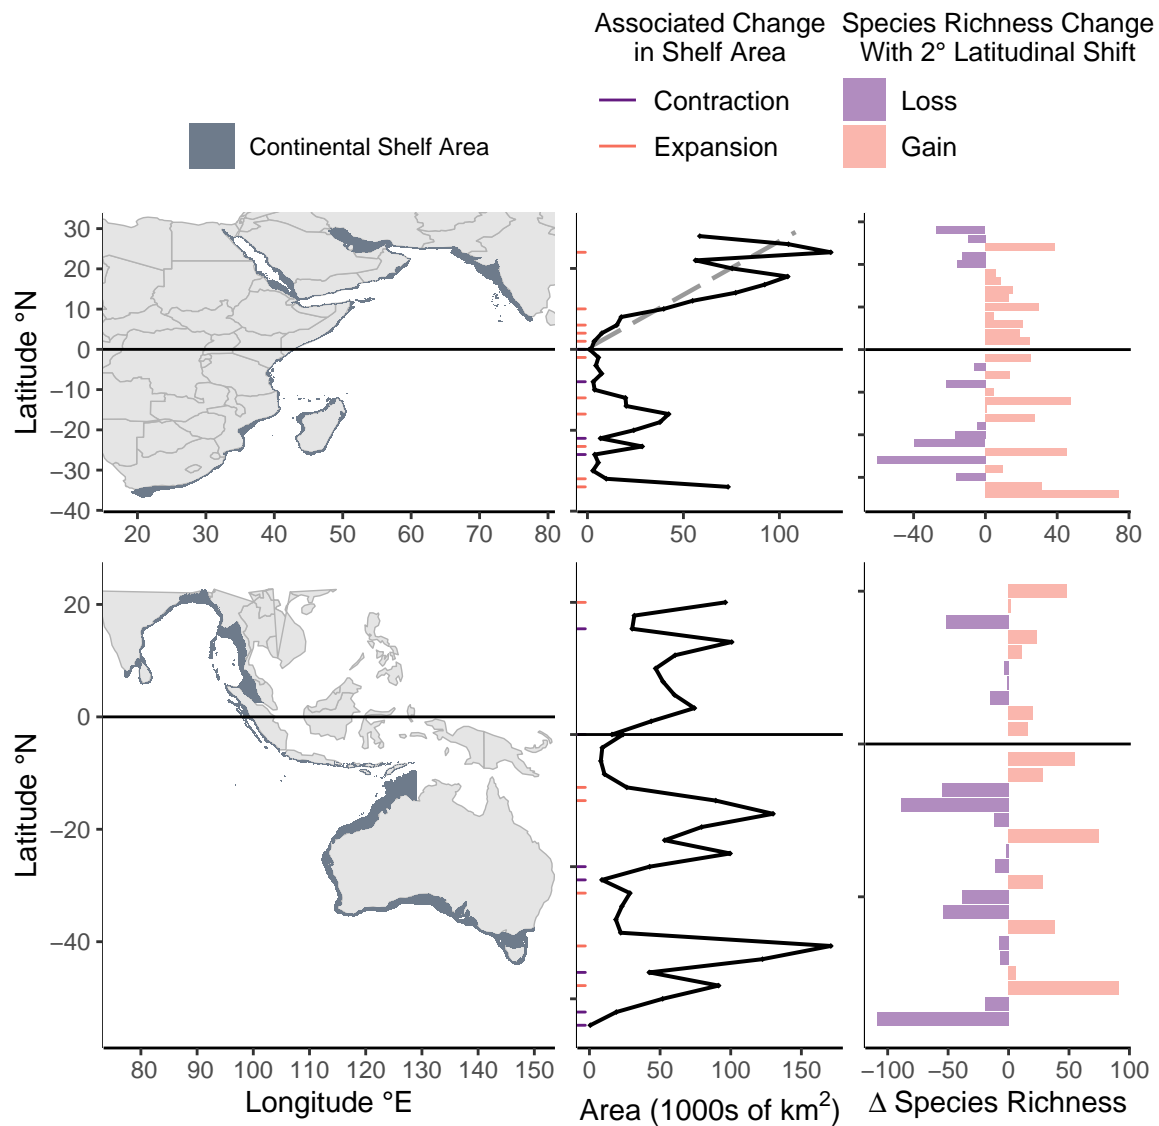 Associated Change
in Shelf Area
Species Richness Change
With 2° Latitudinal Shift
Contraction
Loss
Expansion
Gain
Continental Shelf Area
Latitude °N
30
20
10
0
−10
−20
−30
−40
20 30 40 50 60 70 80
0 50 100
−40 0 40 80
Latitude °N
20
0
−20
−40
80 90 100 110 120 130 140 150
0 50 100 150
−100 −50 0 50 100
Longitude °E
Area (1000s of km²)
Δ Species Richness